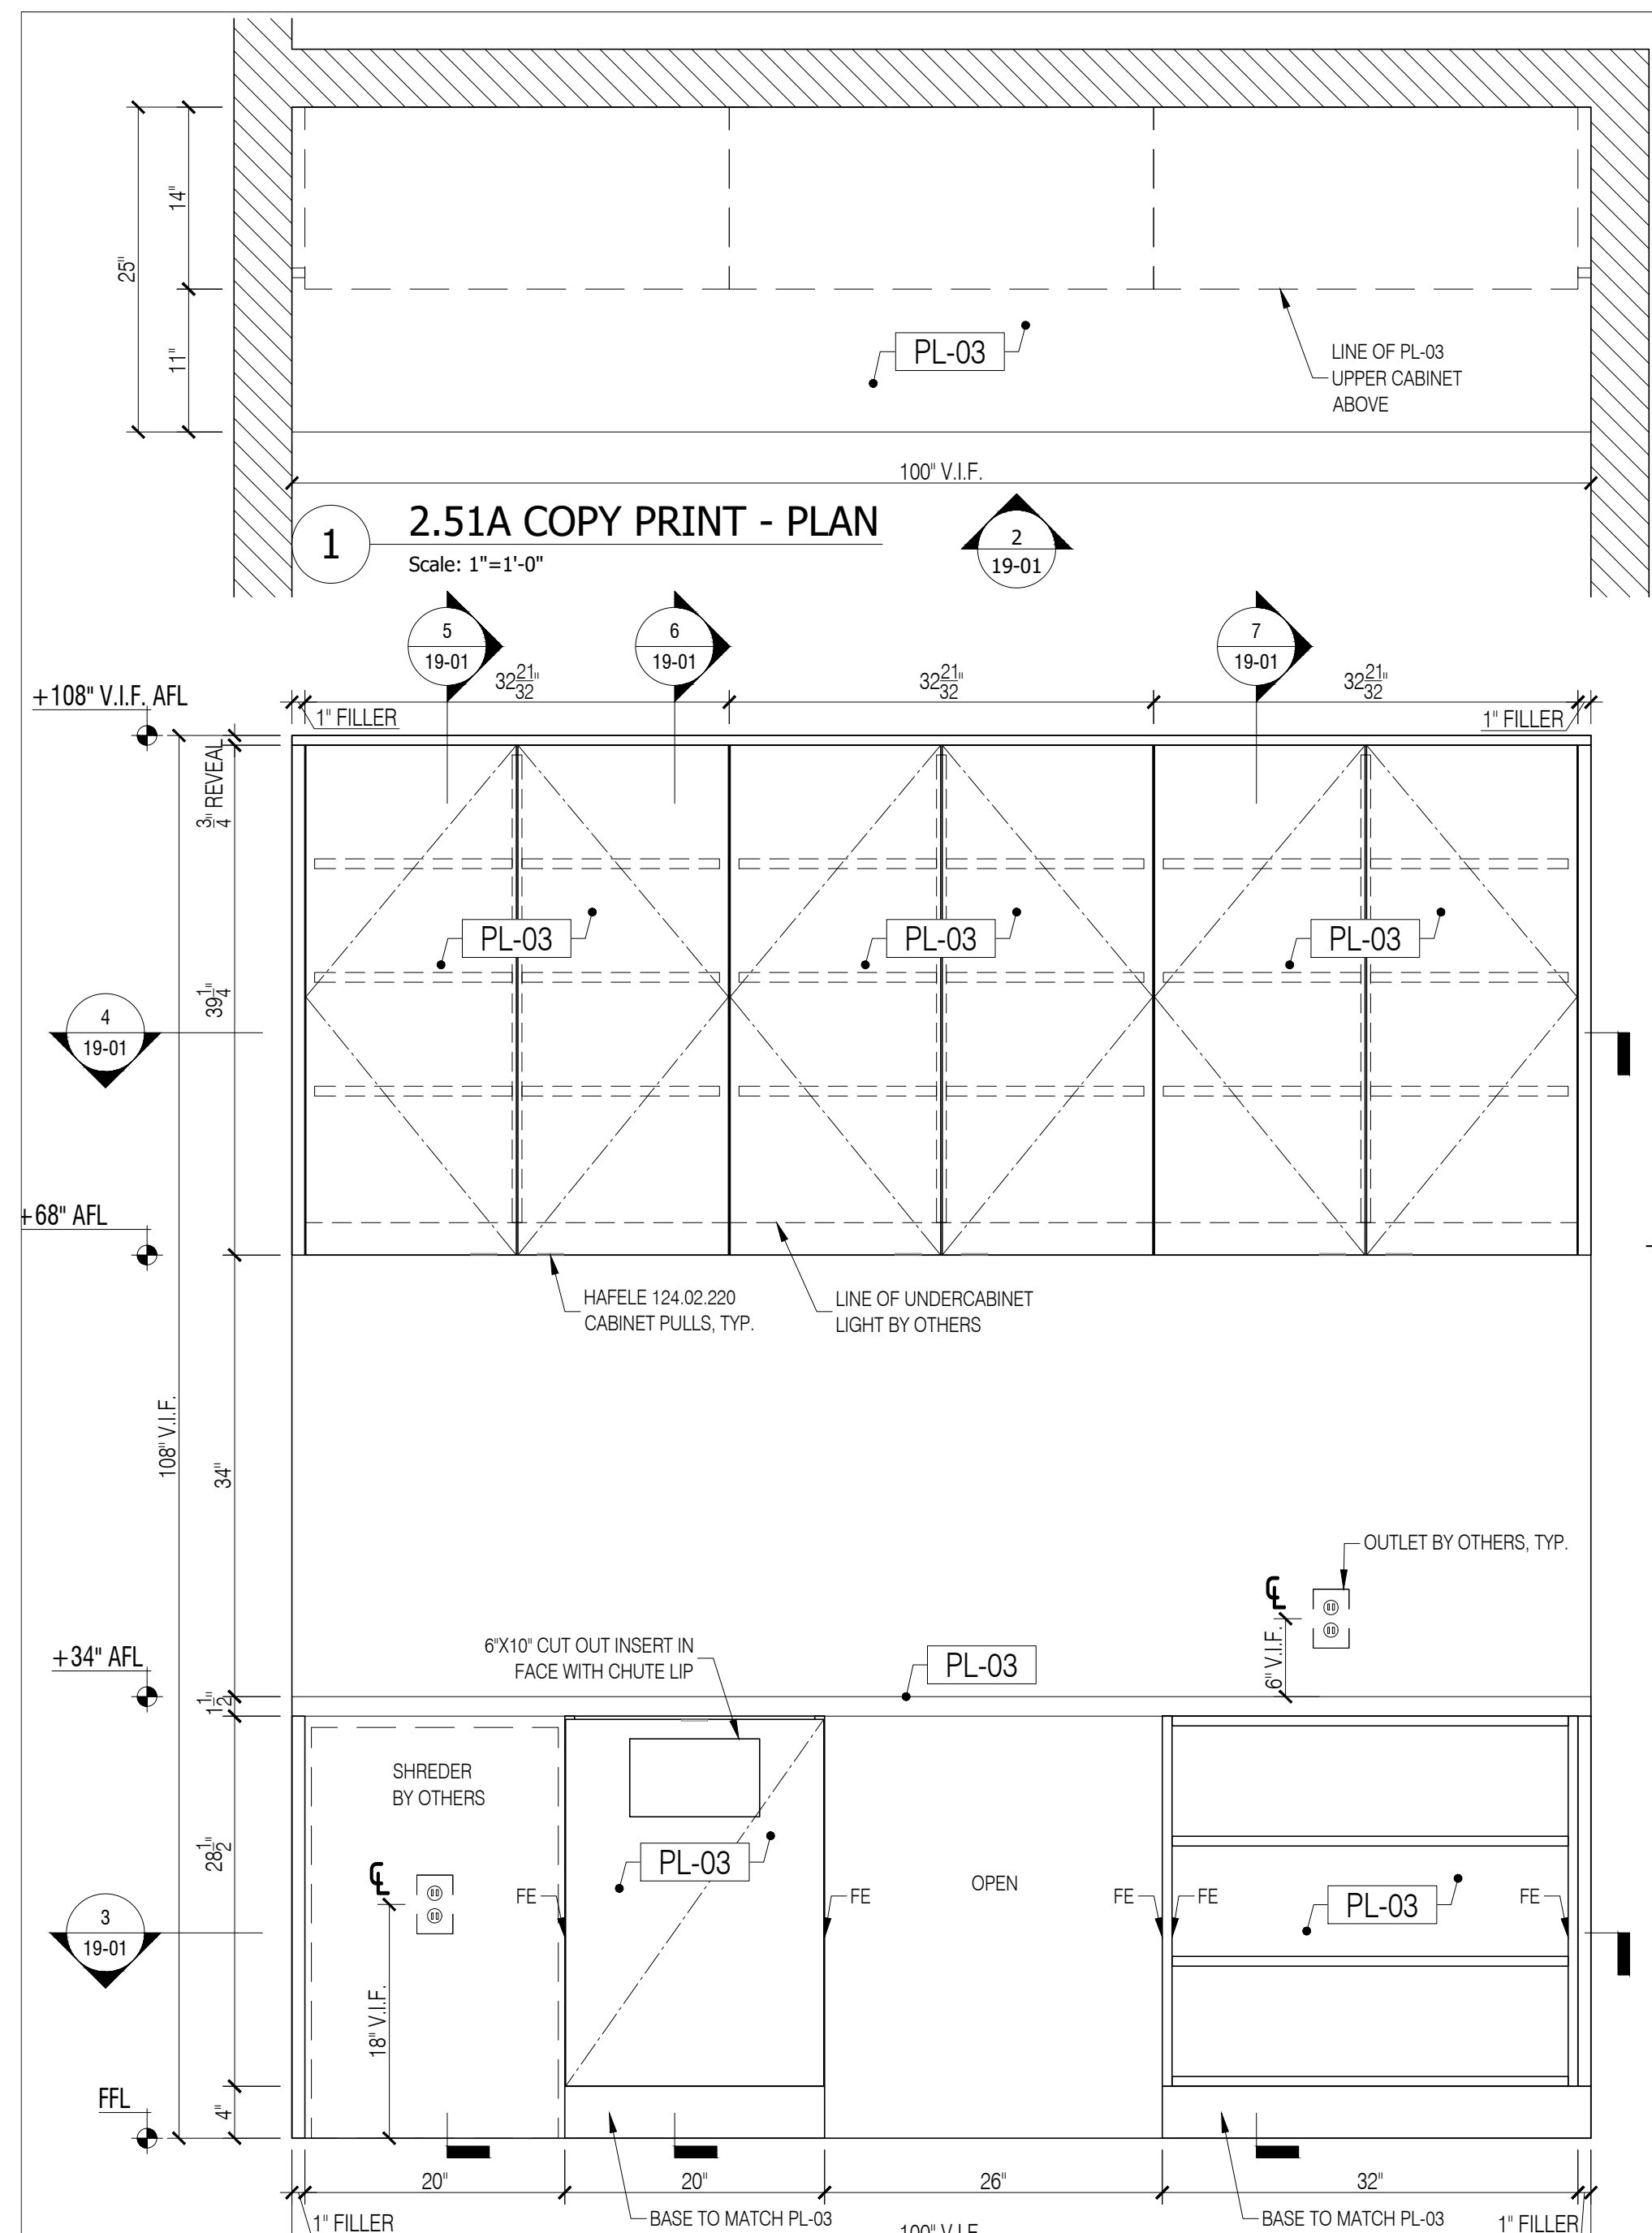 14"
25"
11"
PL-03
LINE OF PL-03
UPPER CABINET
ABOVE
100" V.I.F.
1
2.51A COPY PRINT - PLAN
Scale: 1"=1'-0"
2
19-01
5
19-01
6
19-01
7
19-01
32 21/32"
32 21/32"
32 21/32"
+108" V.I.F. AFL
1" FILLER
1" FILLER
3/4" REVEAL
PL-03
PL-03
PL-03
39 1/4"
4
19-01
+68" AFL
HAFELE 124.02.220
CABINET PULLS, TYP.
LINE OF UNDERCABINET
LIGHT BY OTHERS
108" V.I.F.
34"
OUTLET BY OTHERS, TYP.
CL
6" V.I.F.
6"X10" CUT OUT INSERT IN
FACE WITH CHUTE LIP
PL-03
+34" AFL
1 1/2"
SHREDER
BY OTHERS
28 1/2"
PL-03
CL
OPEN
FE
FE
FE
FE
PL-03
FE
3
19-01
18" V.I.F.
FFL
4"
20"
20"
26"
32"
1" FILLER
BASE TO MATCH PL-03
100" V.I.F.
BASE TO MATCH PL-03
1" FILLER